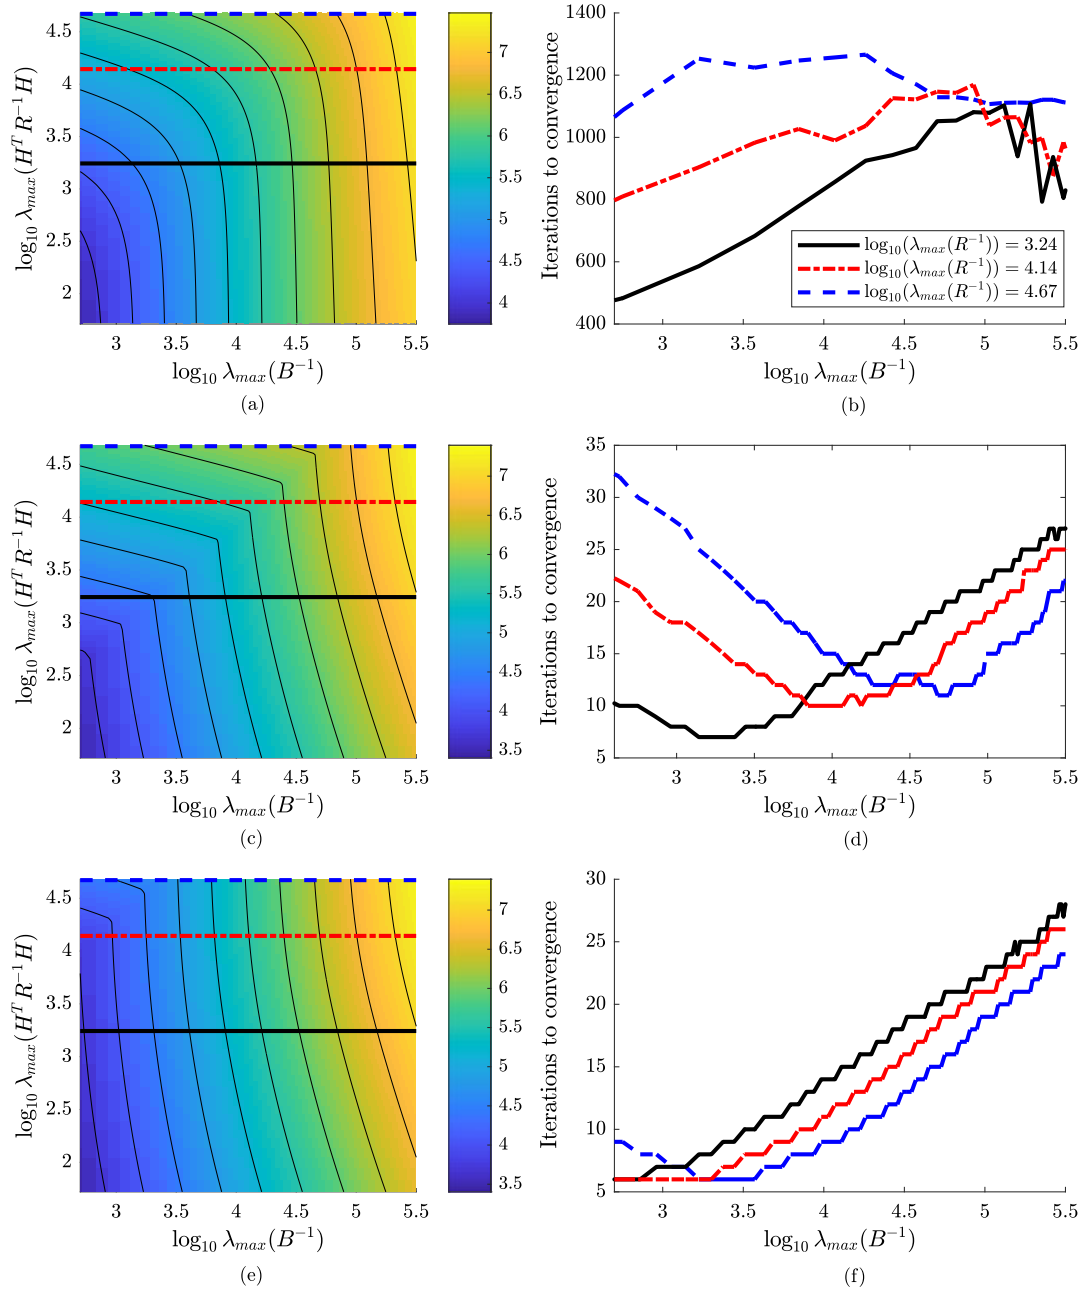 4.5
4
3.5
3
2.5
2
log₁₀ λₘₐₓ(HᵀR⁻¹H)
3 3.5 4 4.5 5 5.5
log₁₀ λₘₐₓ(B⁻¹)
(a)
7
6.5
6
5.5
5
4.5
4
1400
1200
1000
800
600
400
Iterations to convergence
log₁₀(λₘₐₓ(R⁻¹)) = 3.24
log₁₀(λₘₐₓ(R⁻¹)) = 4.14
log₁₀(λₘₐₓ(R⁻¹)) = 4.67
3 3.5 4 4.5 5 5.5
log₁₀ λₘₐₓ(B⁻¹)
(b)
4.5
4
3.5
3
2.5
2
log₁₀ λₘₐₓ(HᵀR⁻¹H)
3 3.5 4 4.5 5 5.5
log₁₀ λₘₐₓ(B⁻¹)
(c)
7
6.5
6
5.5
5
4.5
4
3.5
35
30
25
20
15
10
5
Iterations to convergence
3 3.5 4 4.5 5 5.5
log₁₀ λₘₐₓ(B⁻¹)
(d)
4.5
4
3.5
3
2.5
2
log₁₀ λₘₐₓ(HᵀR⁻¹H)
3 3.5 4 4.5 5 5.5
log₁₀ λₘₐₓ(B⁻¹)
(e)
7
6.5
6
5.5
5
4.5
4
3.5
30
25
20
15
10
5
Iterations to convergence
3 3.5 4 4.5 5 5.5
log₁₀ λₘₐₓ(B⁻¹)
(f)